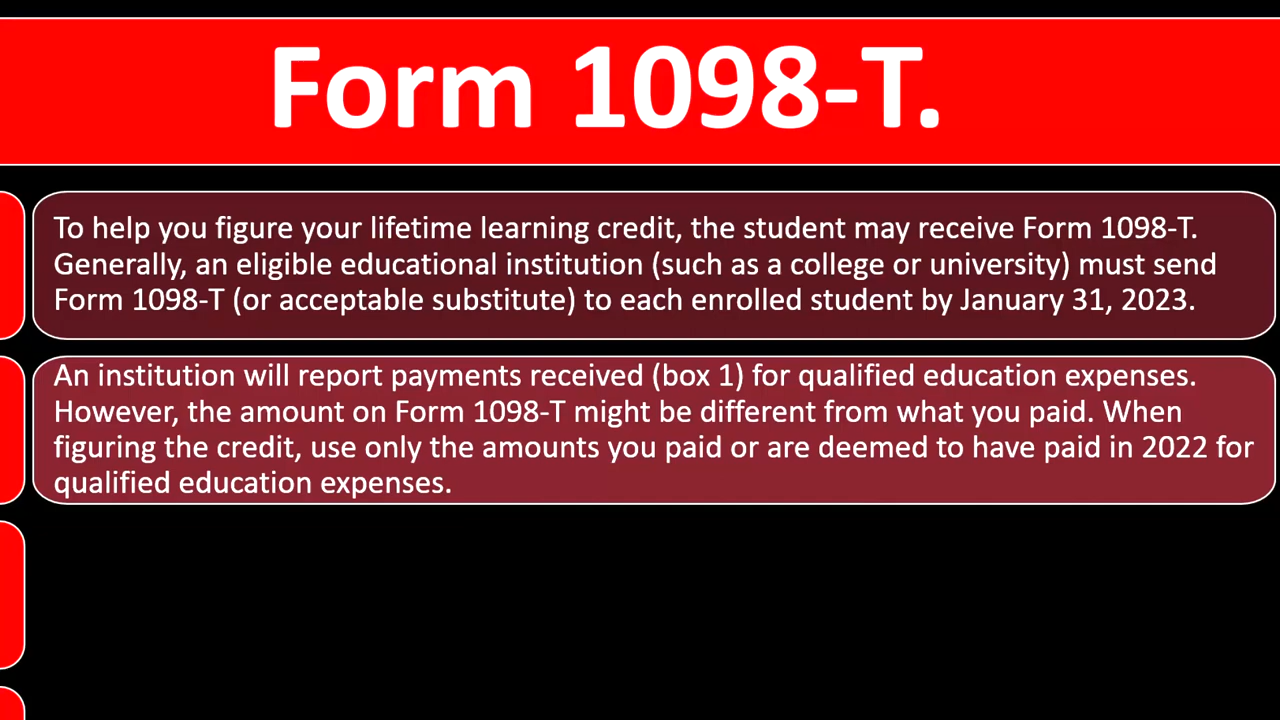 Form 1098-T.
To help you figure your lifetime learning credit, the student may receive Form 1098-T.
Generally, an eligible educational institution (such as a college or university) must send
Form 1098-T (or acceptable substitute) to each enrolled student by January 31, 2023.
An institution will report payments received (box 1) for qualified education expenses.
However, the amount on Form 1098-T might be different from what you paid. When
figuring the credit, use only the amounts you paid or are deemed to have paid in 2022 for
qualified education expenses.